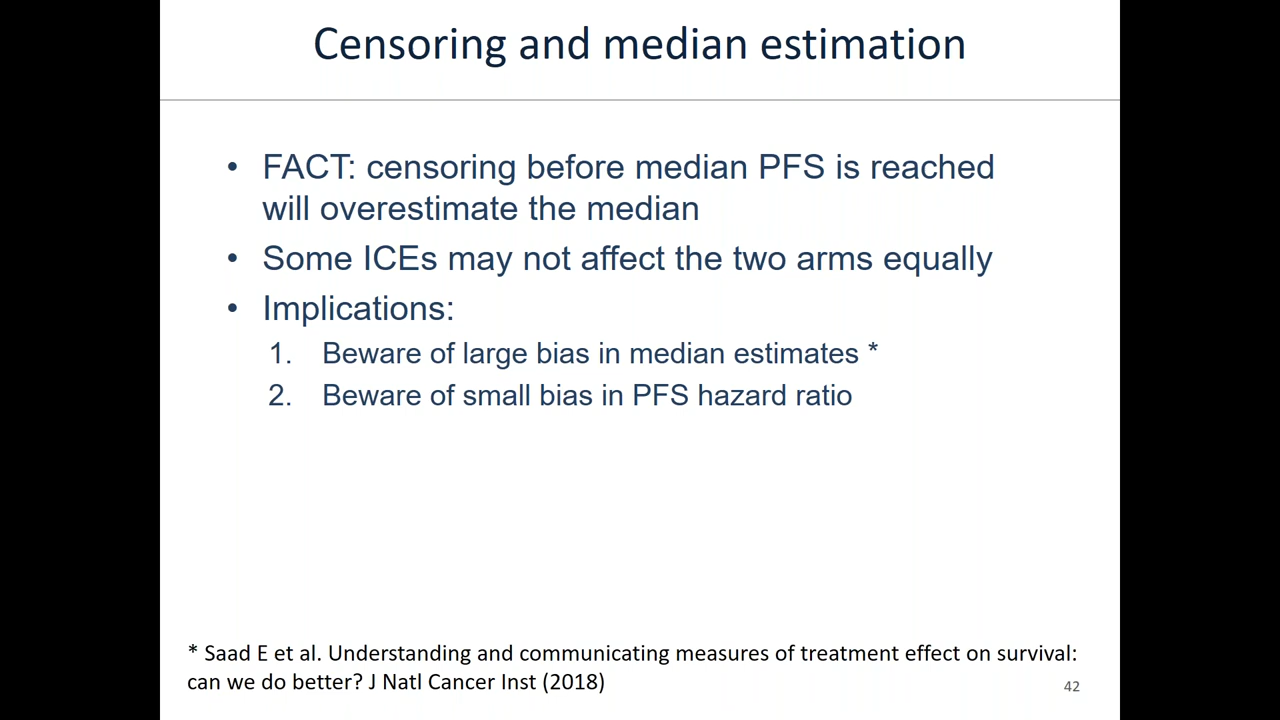 Censoring and median estimation
• FACT: censoring before median PFS is reached
will overestimate the median
• Some ICEs may not affect the two arms equally
• Implications:
1. Beware of large bias in median estimates *
2. Beware of small bias in PFS hazard ratio
* Saad E et al. Understanding and communicating measures of treatment effect on survival:
can we do better? J Natl Cancer Inst (2018)
42